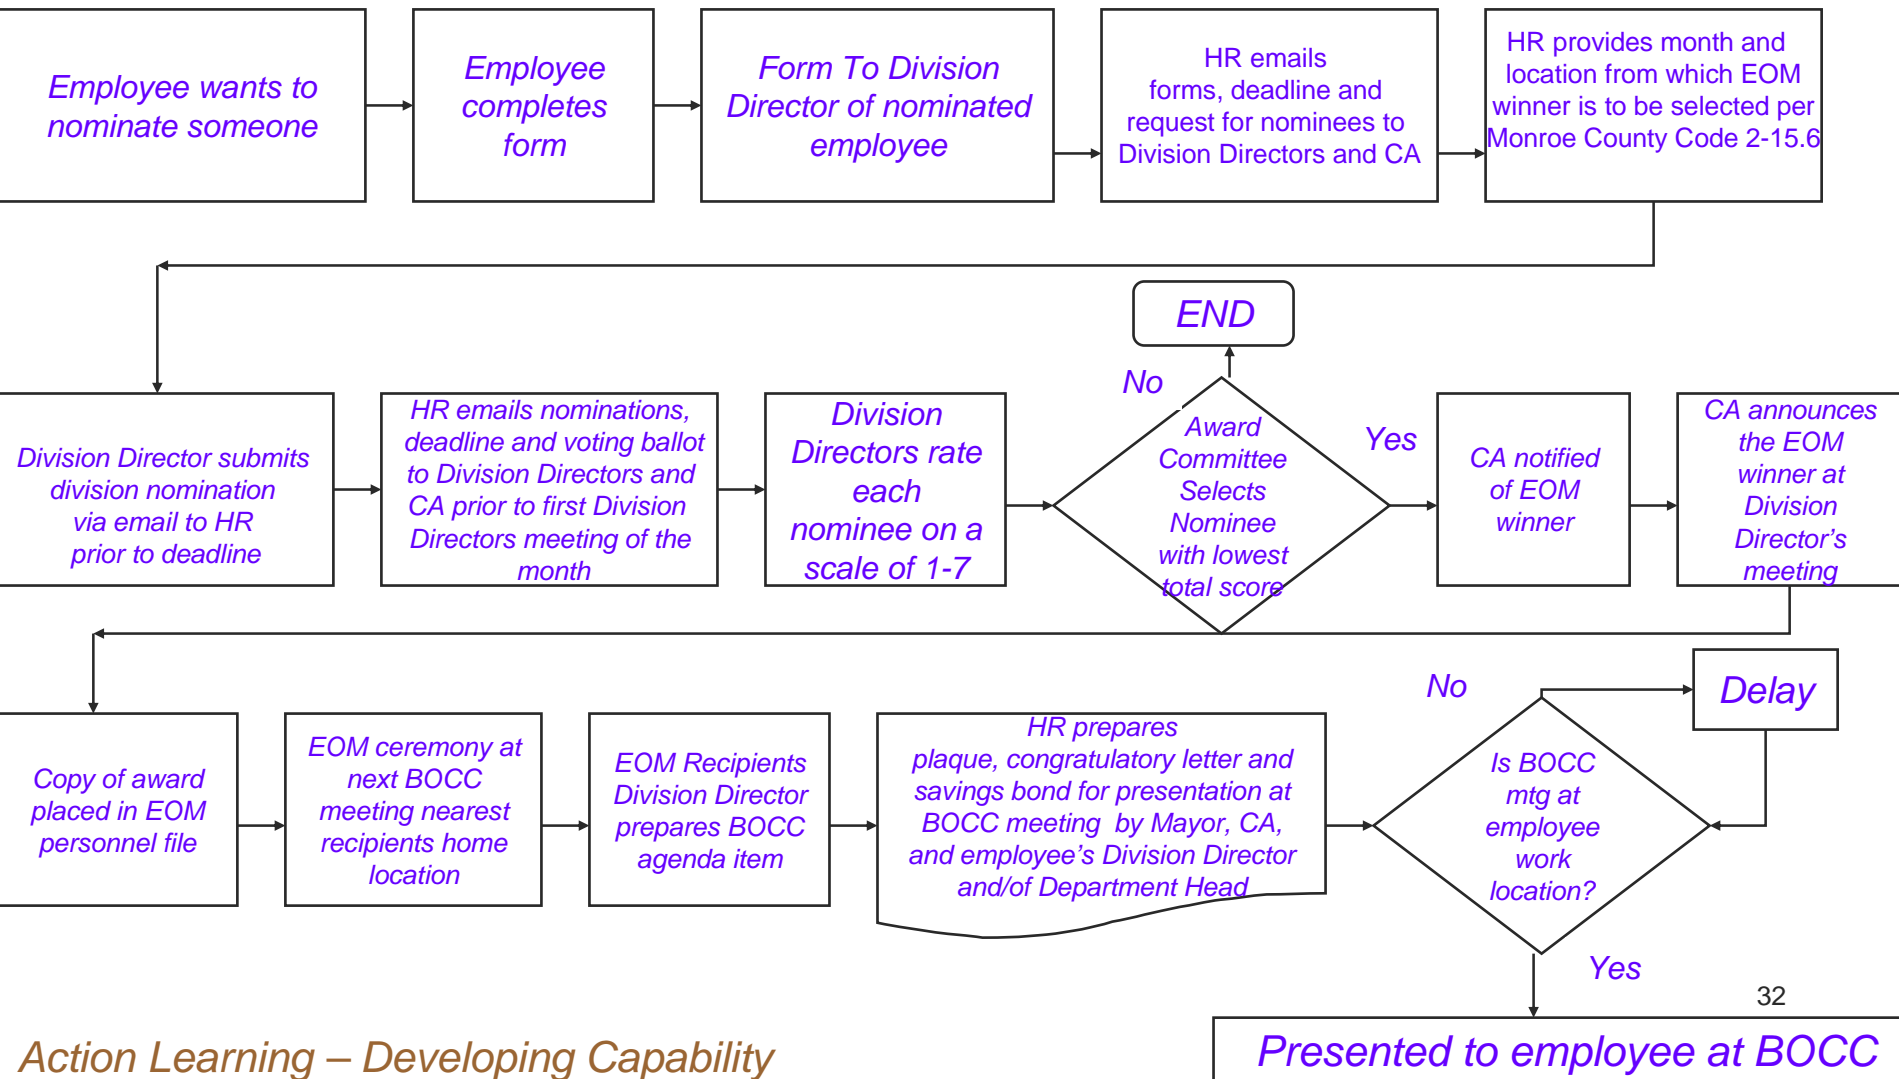 Employee wants to
nominate someone
Employee
completes
form
Form To Division
Director of nominated
employee
HR emails
forms, deadline and
request for nominees to
Division Directors and CA
HR provides month and
location from which EOM
winner is to be selected per
Monroe County Code 2-15.6
END
No
Division Director submits
division nomination
via email to HR
prior to deadline
HR emails nominations,
deadline and voting ballot
to Division Directors and
CA prior to first Division
Directors meeting of the
month
Division
Directors rate
each
nominee on a
scale of 1-7
Award
Committee
Selects
Nominee
with lowest
total score
Yes
CA notified
of EOM
winner
CA announces
the EOM
winner at
Division
Director’s
meeting
Copy of award
placed in EOM
personnel file
EOM ceremony at
next BOCC
meeting nearest
recipients home
location
EOM Recipients
Division Director
prepares BOCC
agenda item
HR prepares
plaque, congratulatory letter and
savings bond for presentation at
BOCC meeting by Mayor, CA,
and employee’s Division Director
and/of Department Head
No
Is BOCC
mtg at
employee
work
location?
Delay
Yes
32
Action Learning – Developing Capability
Presented to employee at BOCC